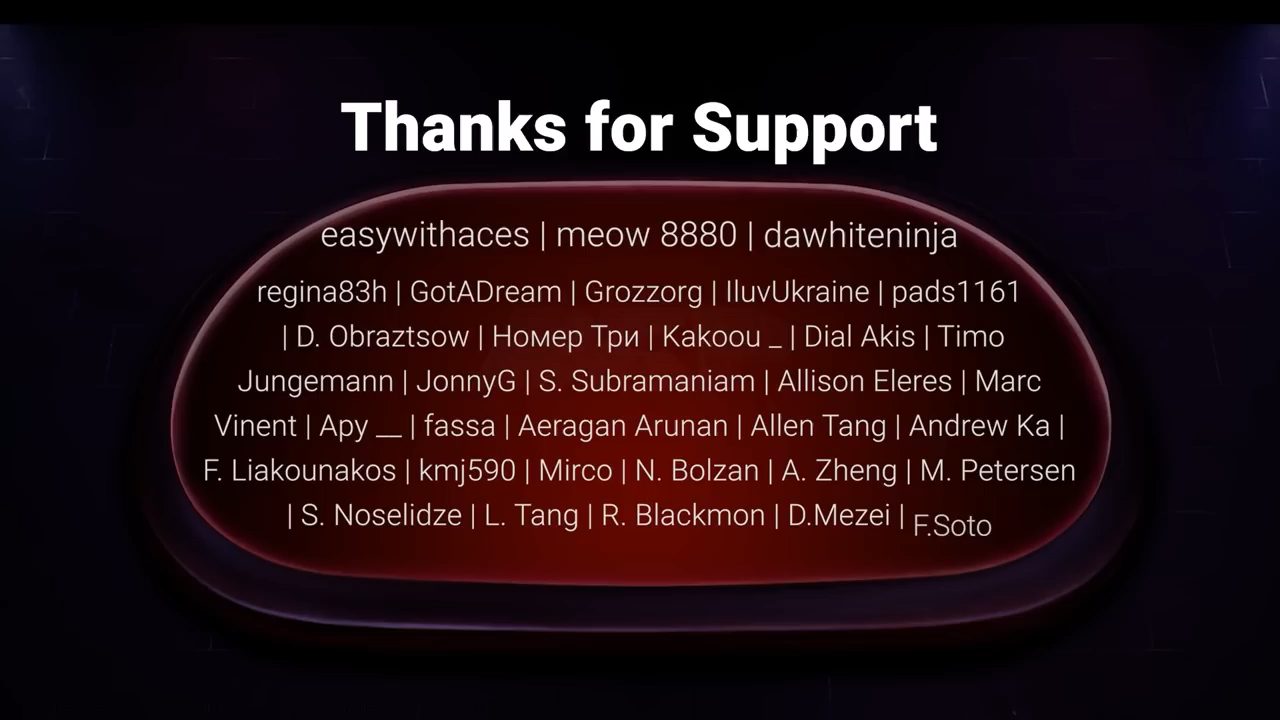 Thanks for Support
easywithaces | meow 8880 | dawhiteninja
regina83h | GotADream | Grozzorg | IluvUkraine | pads1161
| D. Obraztsow | Номер Три | Kakoou _ | Dial Akis | Timo
Jungemann | JonnyG | S. Subramaniam | Allison Eleres | Marc
Vinent | Apy __ | fassa | Aeragan Arunan | Allen Tang | Andrew Ka |
F. Liakounakos | kmj590 | Mirco | N. Bolzan | A. Zheng | M. Petersen
| S. Noselidze | L. Tang | R. Blackmon | D.Mezei | F.Soto